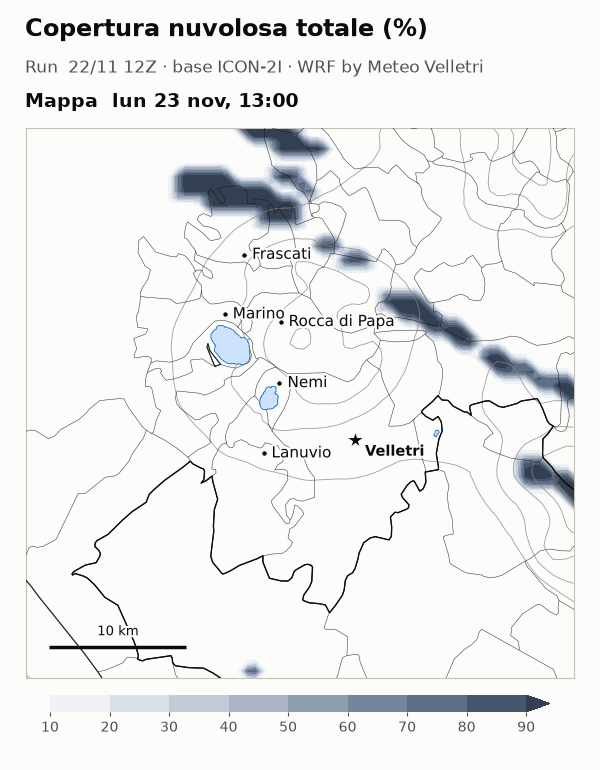 Copertura nuvolosa totale (%)
Run  22/11 12Z · base ICON-2I · WRF by Meteo Velletri
Mappa  lun 23 nov, 13:00
Frascati
Marino
Rocca di Papa
Nemi
Velletri
Lanuvio
10 km
10 20 30 40 50 60 70 80 90